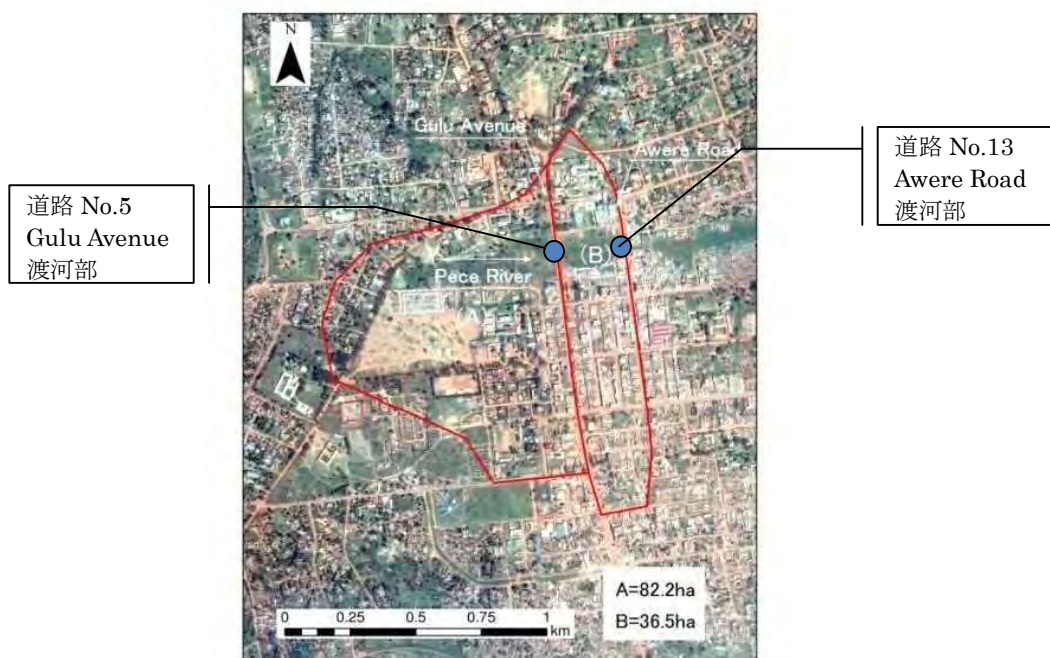 N
Gulu Avenue
Awere Road
道路 No.13
Awere Road
渡河部
道路 No.5
Gulu Avenue
渡河部
(B)
Pece River
(A)
A=82.2ha
B=36.5ha
0 0.25 0.5 0.75 1
km